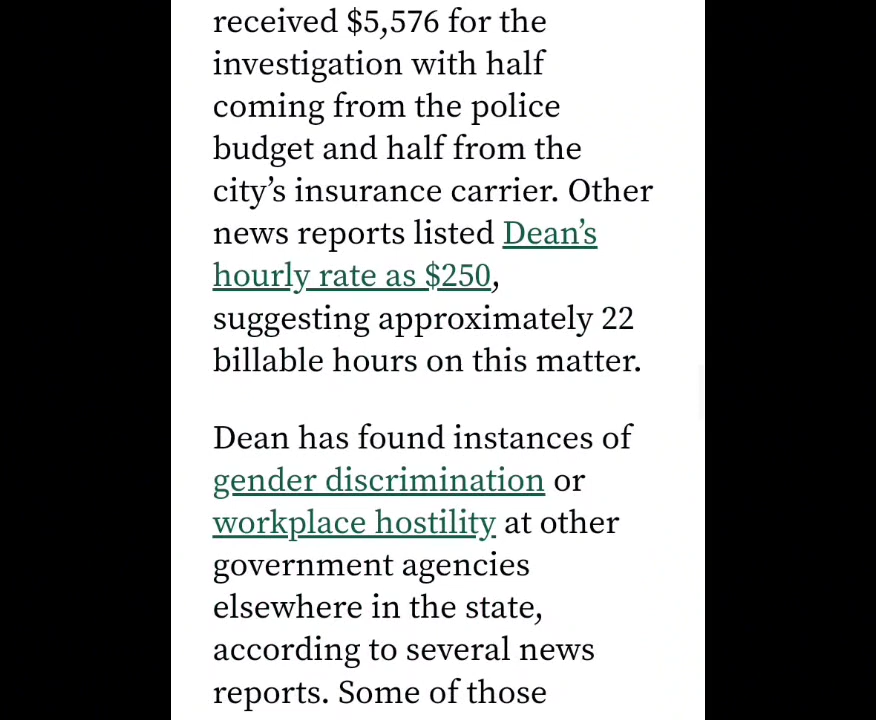 received $5,576 for the
investigation with half
coming from the police
budget and half from the
city’s insurance carrier. Other
news reports listed Dean’s
hourly rate as $250,
suggesting approximately 22
billable hours on this matter.
Dean has found instances of
gender discrimination or
workplace hostility at other
government agencies
elsewhere in the state,
according to several news
reports. Some of those